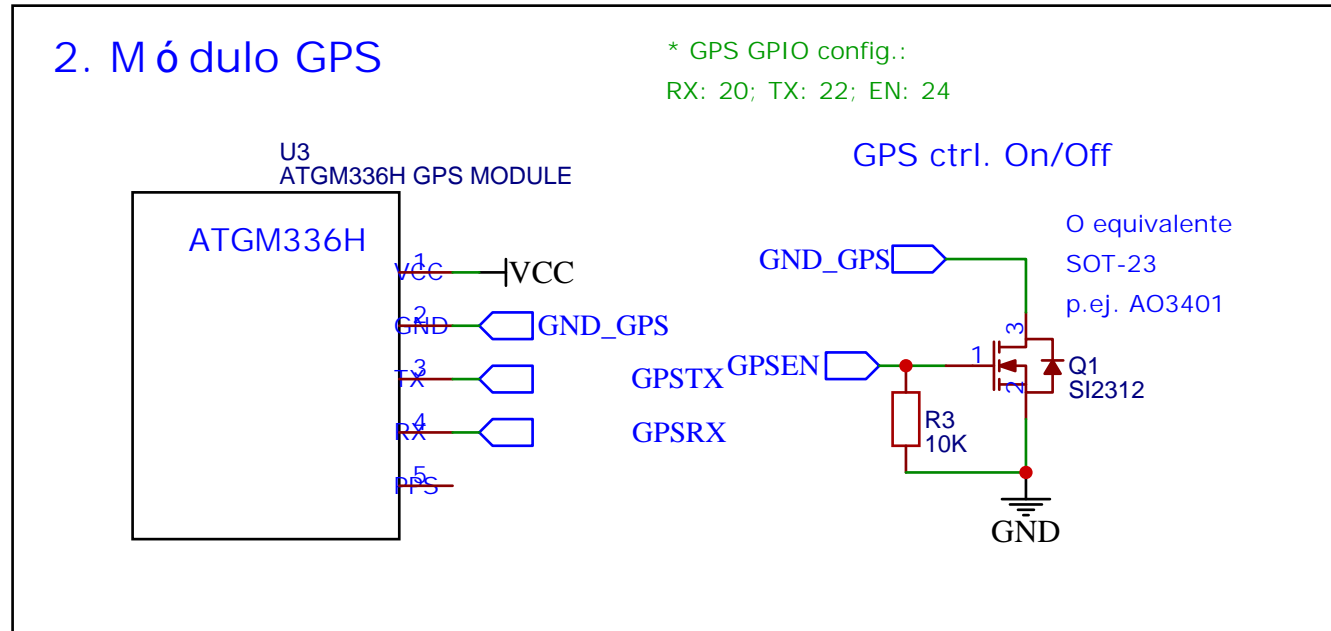 2. Módulo GPS
* GPS GPIO config.:
RX: 20; TX: 22; EN: 24
U3
ATGM336H GPS MODULE
ATGM336H
1
VCC
VCC
2
GND
GND_GPS
3
TX
GPSTX
4
RX
GPSRX
5
PPS
GPS ctrl. On/Off
O equivalente
SOT-23
p.ej. AO3401
GND_GPS
3
GPSEN
1
2
Q1
SI2312
R3
10K
GND